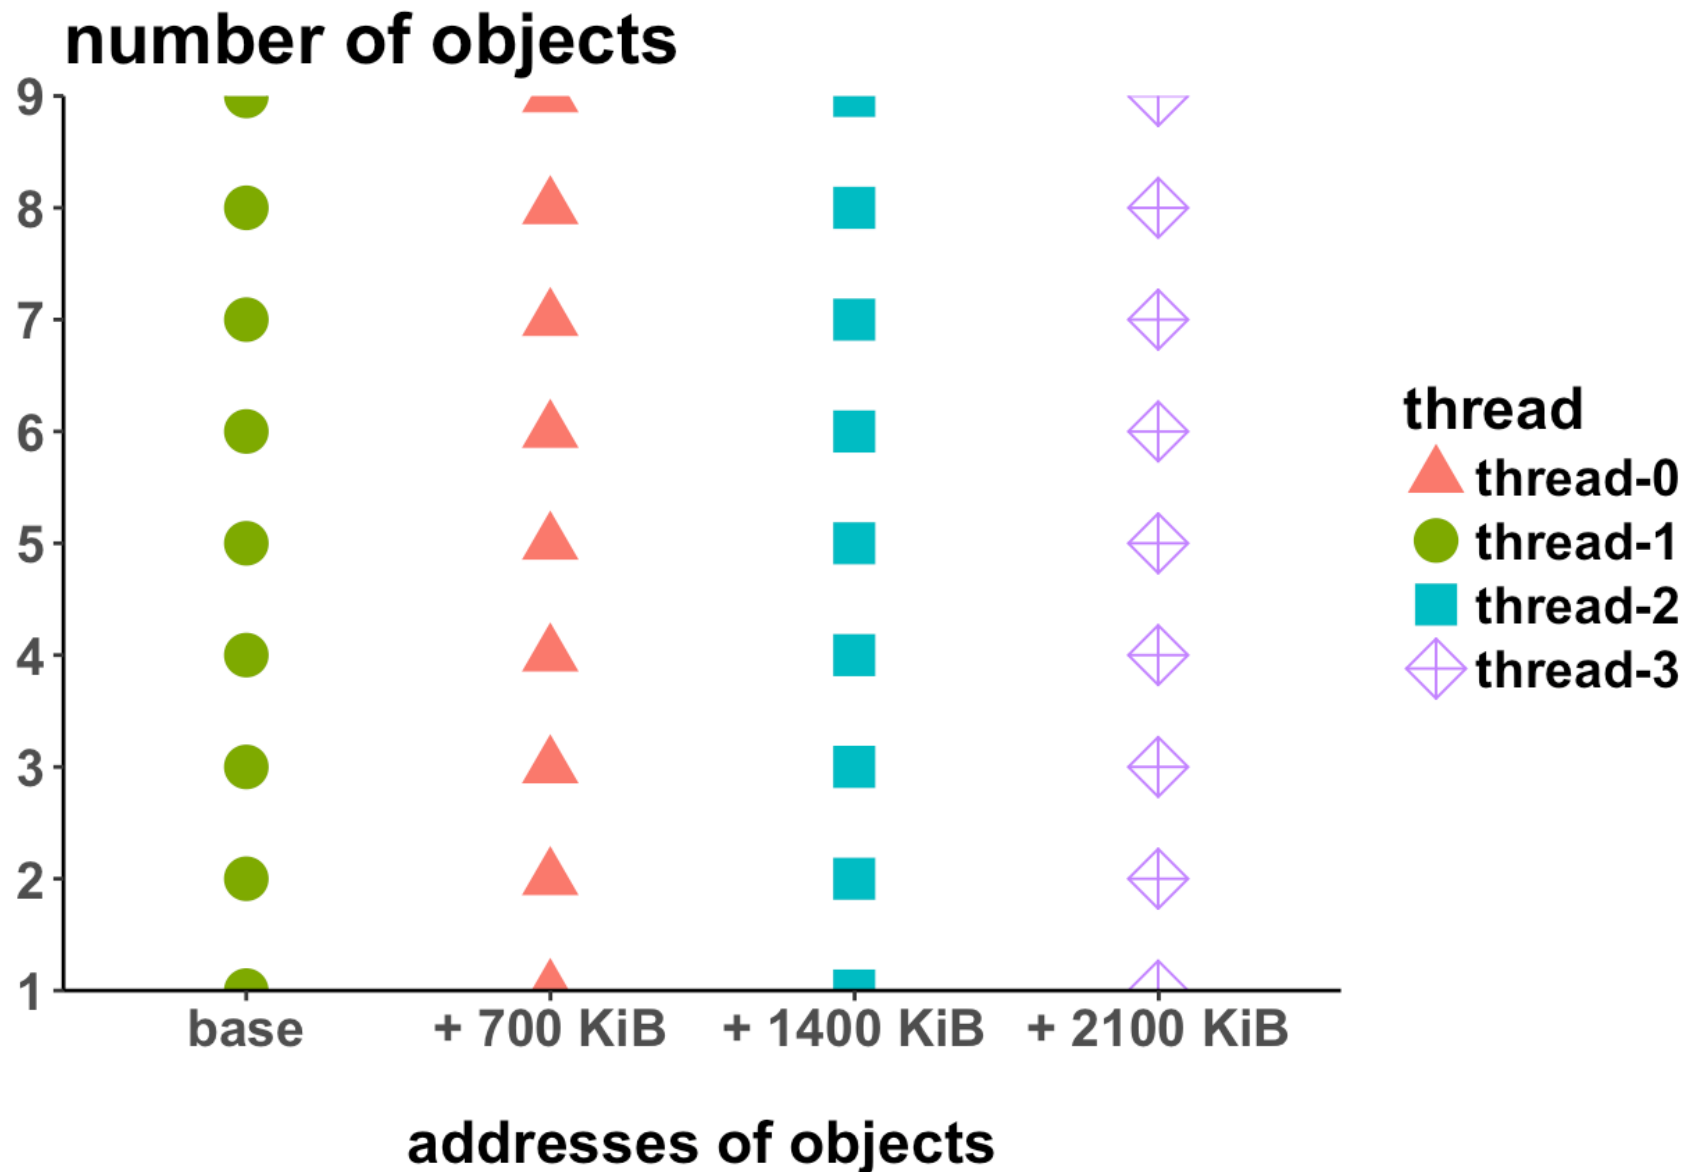 number of objects
9
8
7
6
5
4
3
2
1
base
+ 700 KiB
+ 1400 KiB
+ 2100 KiB
addresses of objects
thread
thread-0
thread-1
thread-2
thread-3